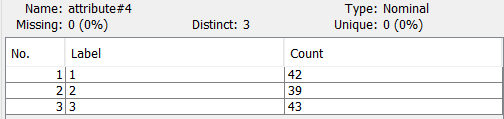 Name: attribute#4 Type: Nominal
Missing: 0 (0%) Distinct: 3 Unique: 0 (0%)
No. Label Count
1 1 42
2 2 39
3 3 43